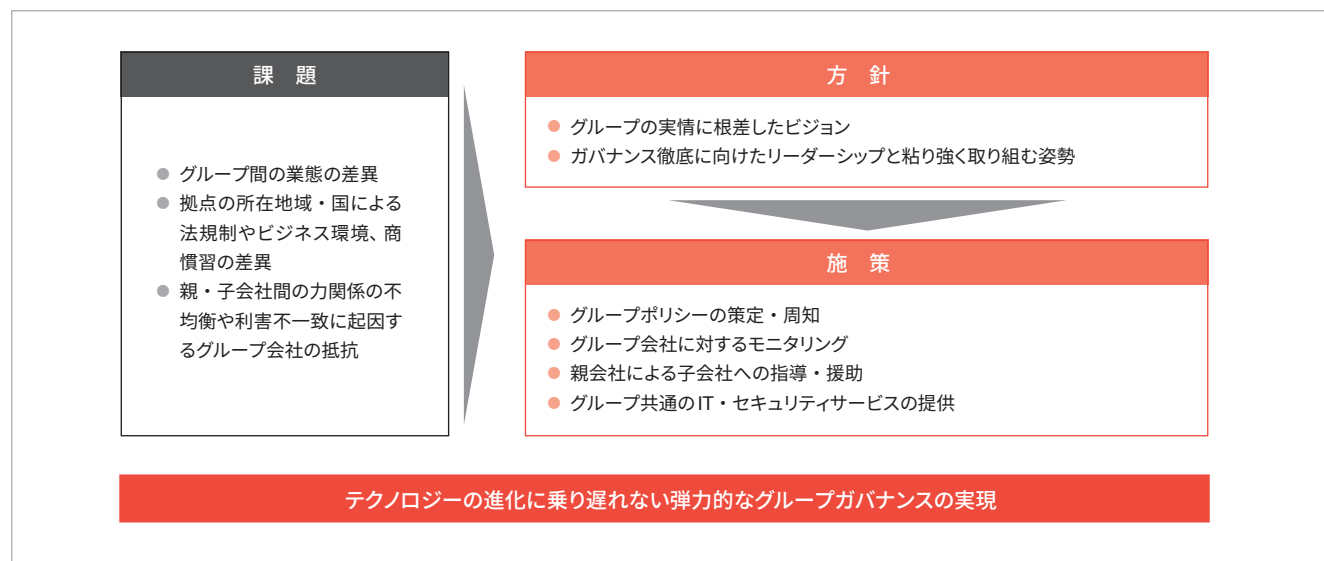 課 題
グループ間の業態の差異
拠点の所在地域・国による
法規制やビジネス環境、商
慣習の差異
親・子会社間の力関係の不
均衡や利害不一致に起因す
るグループ会社の抵抗
方 針
グループの実情に根差したビジョン
ガバナンス徹底に向けたリーダーシップと粘り強く取り組む姿勢
施 策
グループポリシーの策定・周知
グループ会社に対するモニタリング
親会社による子会社への指導・援助
グループ共通のIT・セキュリティサービスの提供
テクノロジーの進化に乗り遅れない弾力的なグループガバナンスの実現